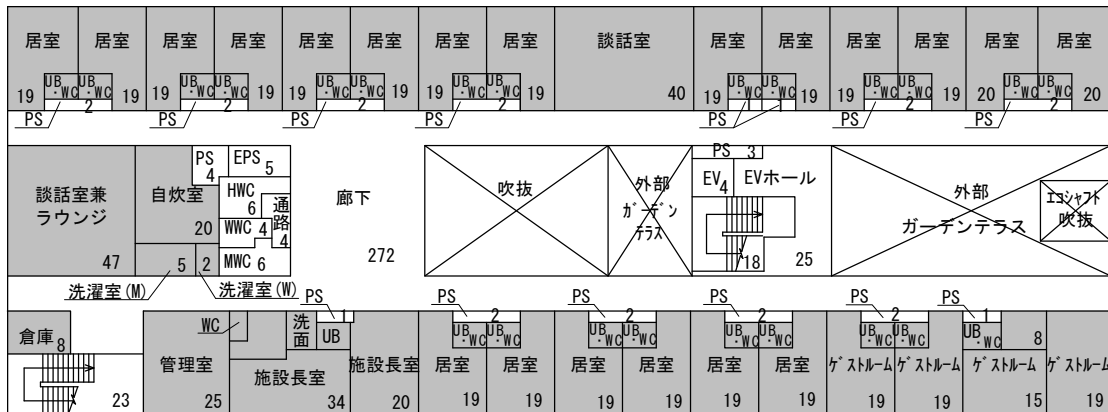 居室 居室 居室 居室 居室 居室 居室 居室 談話室 居室 居室 居室 居室 居室 居室
UB・WC UB・WC UB・WC UB・WC UB・WC UB・WC UB・WC UB・WC UB・WC UB・WC UB・WC UB・WC UB・WC UB・WC
19 2 19 19 2 19 19 2 19 19 2 19 40 19 1 1 19 19 2 19 20 2 20
PS PS PS PS PS PS PS
PS 4 EPS 5 PS 3
談話室兼 自炊室 HWC 廊下 吹抜 外部 EV 4 EVホール 外部 エコシャフト
ラウンジ 6 通路 ガーデン ガーデンテラス 吹抜
20 WWC 4 4 テラス
47 5 2 MWC 6 272 18 25
洗濯室(M) 洗濯室(W)
PS PS PS PS PS PS
倉庫 8 WC 洗面 1 UB 2 2 2 2 1
UB・WC UB・WC UB・WC UB・WC UB・WC UB・WC UB・WC UB・WC UB・WC 8
管理室 施設長室 施設長室 居室 居室 居室 居室 居室 居室 ゲストルーム ゲストルーム ゲストルーム ゲストルーム
23 25 34 20 19 19 19 19 19 19 19 19 15 19